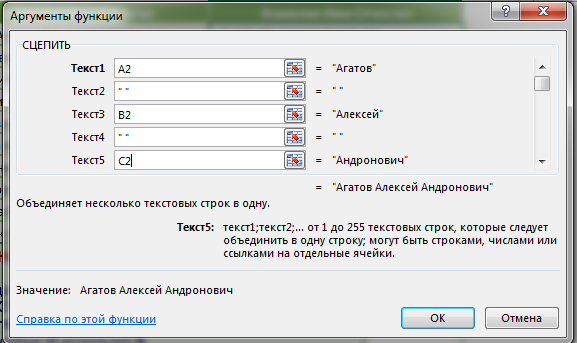 Аргументы функции
СЦЕПИТЬ
Текст1 A2 = "Агатов"
Текст2 " " = " "
Текст3 B2 = "Алексей"
Текст4 " " = " "
Текст5 C2 = "Андронович"
= "Агатов Алексей Андронович"
Объединяет несколько текстовых строк в одну.
Текст5: текст1;текст2;... от 1 до 255 текстовых строк, которые следует
объединить в одну строку; могут быть строками, числами или
ссылками на отдельные ячейки.
Значение: Агатов Алексей Андронович
Справка по этой функции ОК Отмена